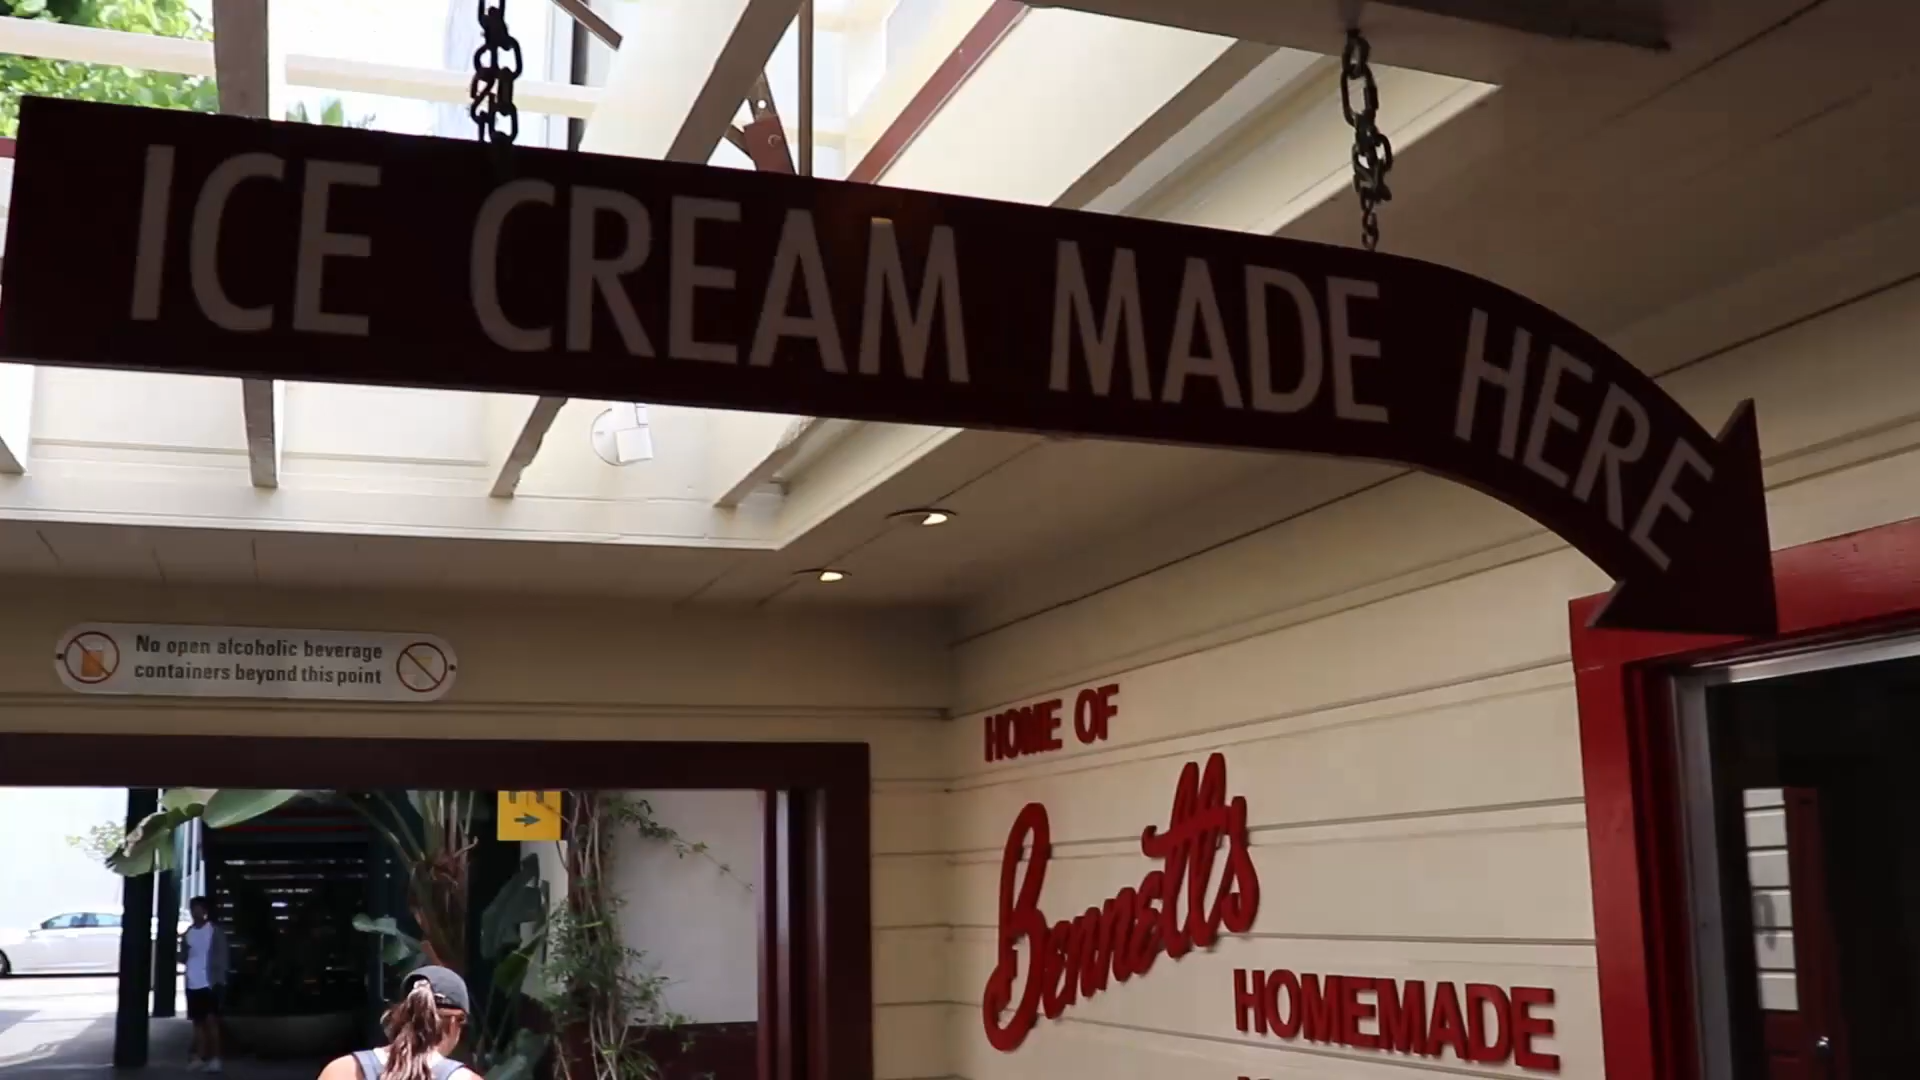 ICE CREAM MADE HERE
No open alcoholic beverage
containers beyond this point
HOME OF
Bennett's
HOMEMADE